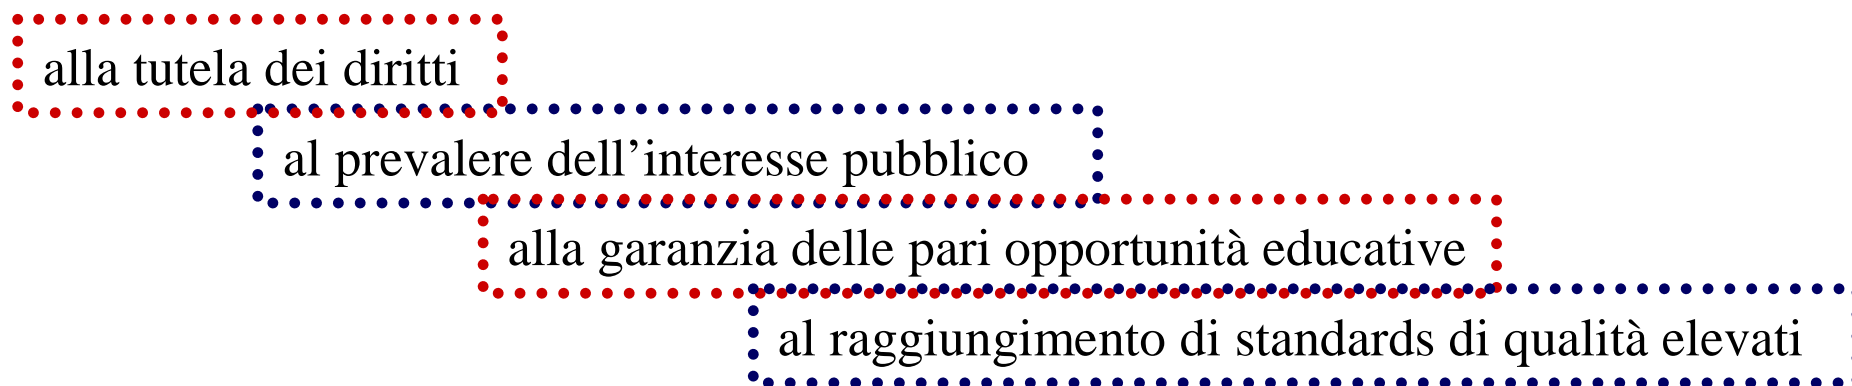 alla tutela dei diritti
al prevalere dell’interesse pubblico
alla garanzia delle pari opportunità educative
al raggiungimento di standards di qualità elevati